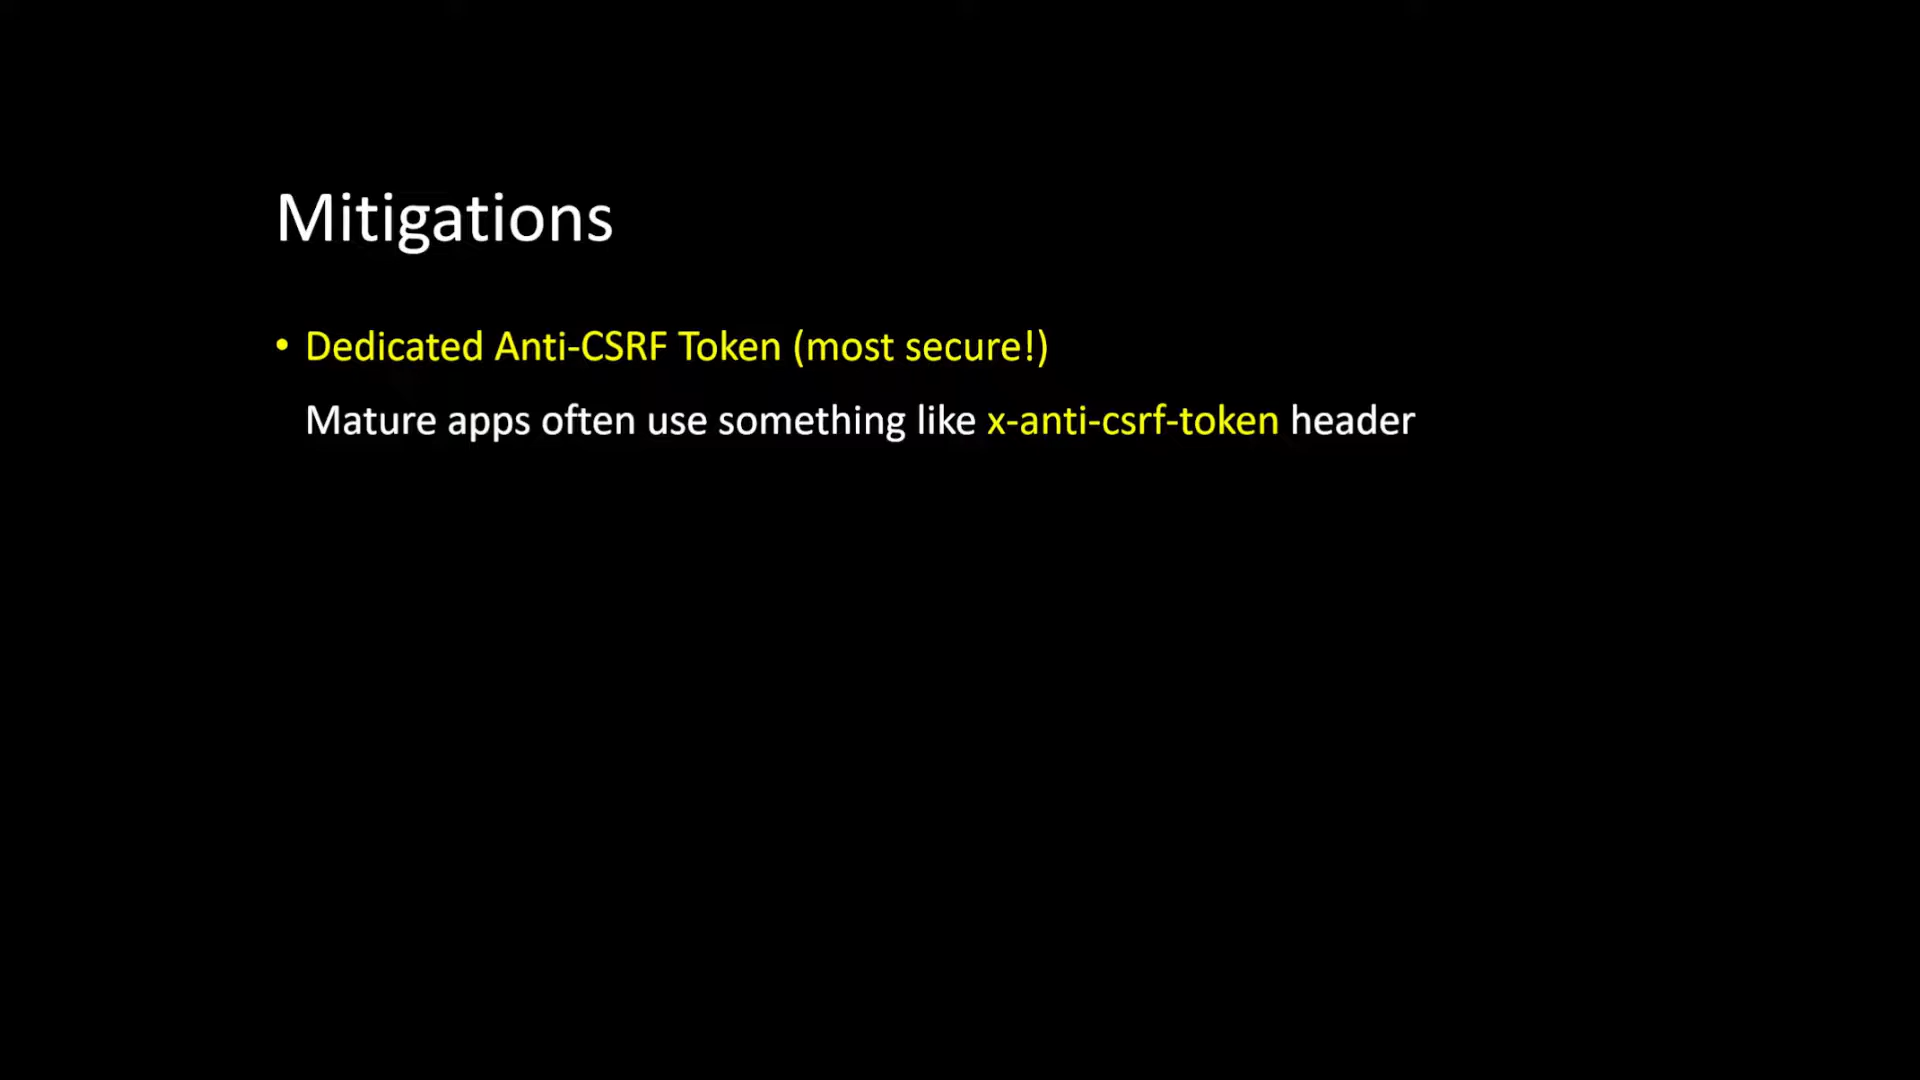 Mitigations
• Dedicated Anti-CSRF Token (most secure!)
Mature apps often use something like x-anti-csrf-token header